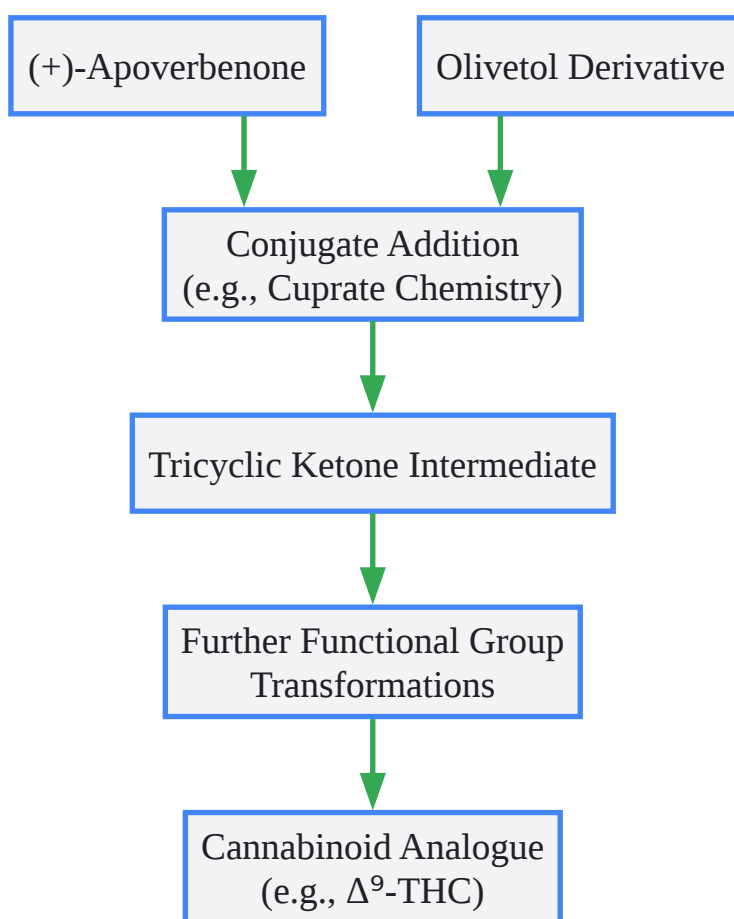 (+)-Apoverbenone
Olivetol Derivative
Conjugate Addition
(e.g., Cuprate Chemistry)
Tricyclic Ketone Intermediate
Further Functional Group
Transformations
Cannabinoid Analogue
(e.g., Δ⁹-THC)